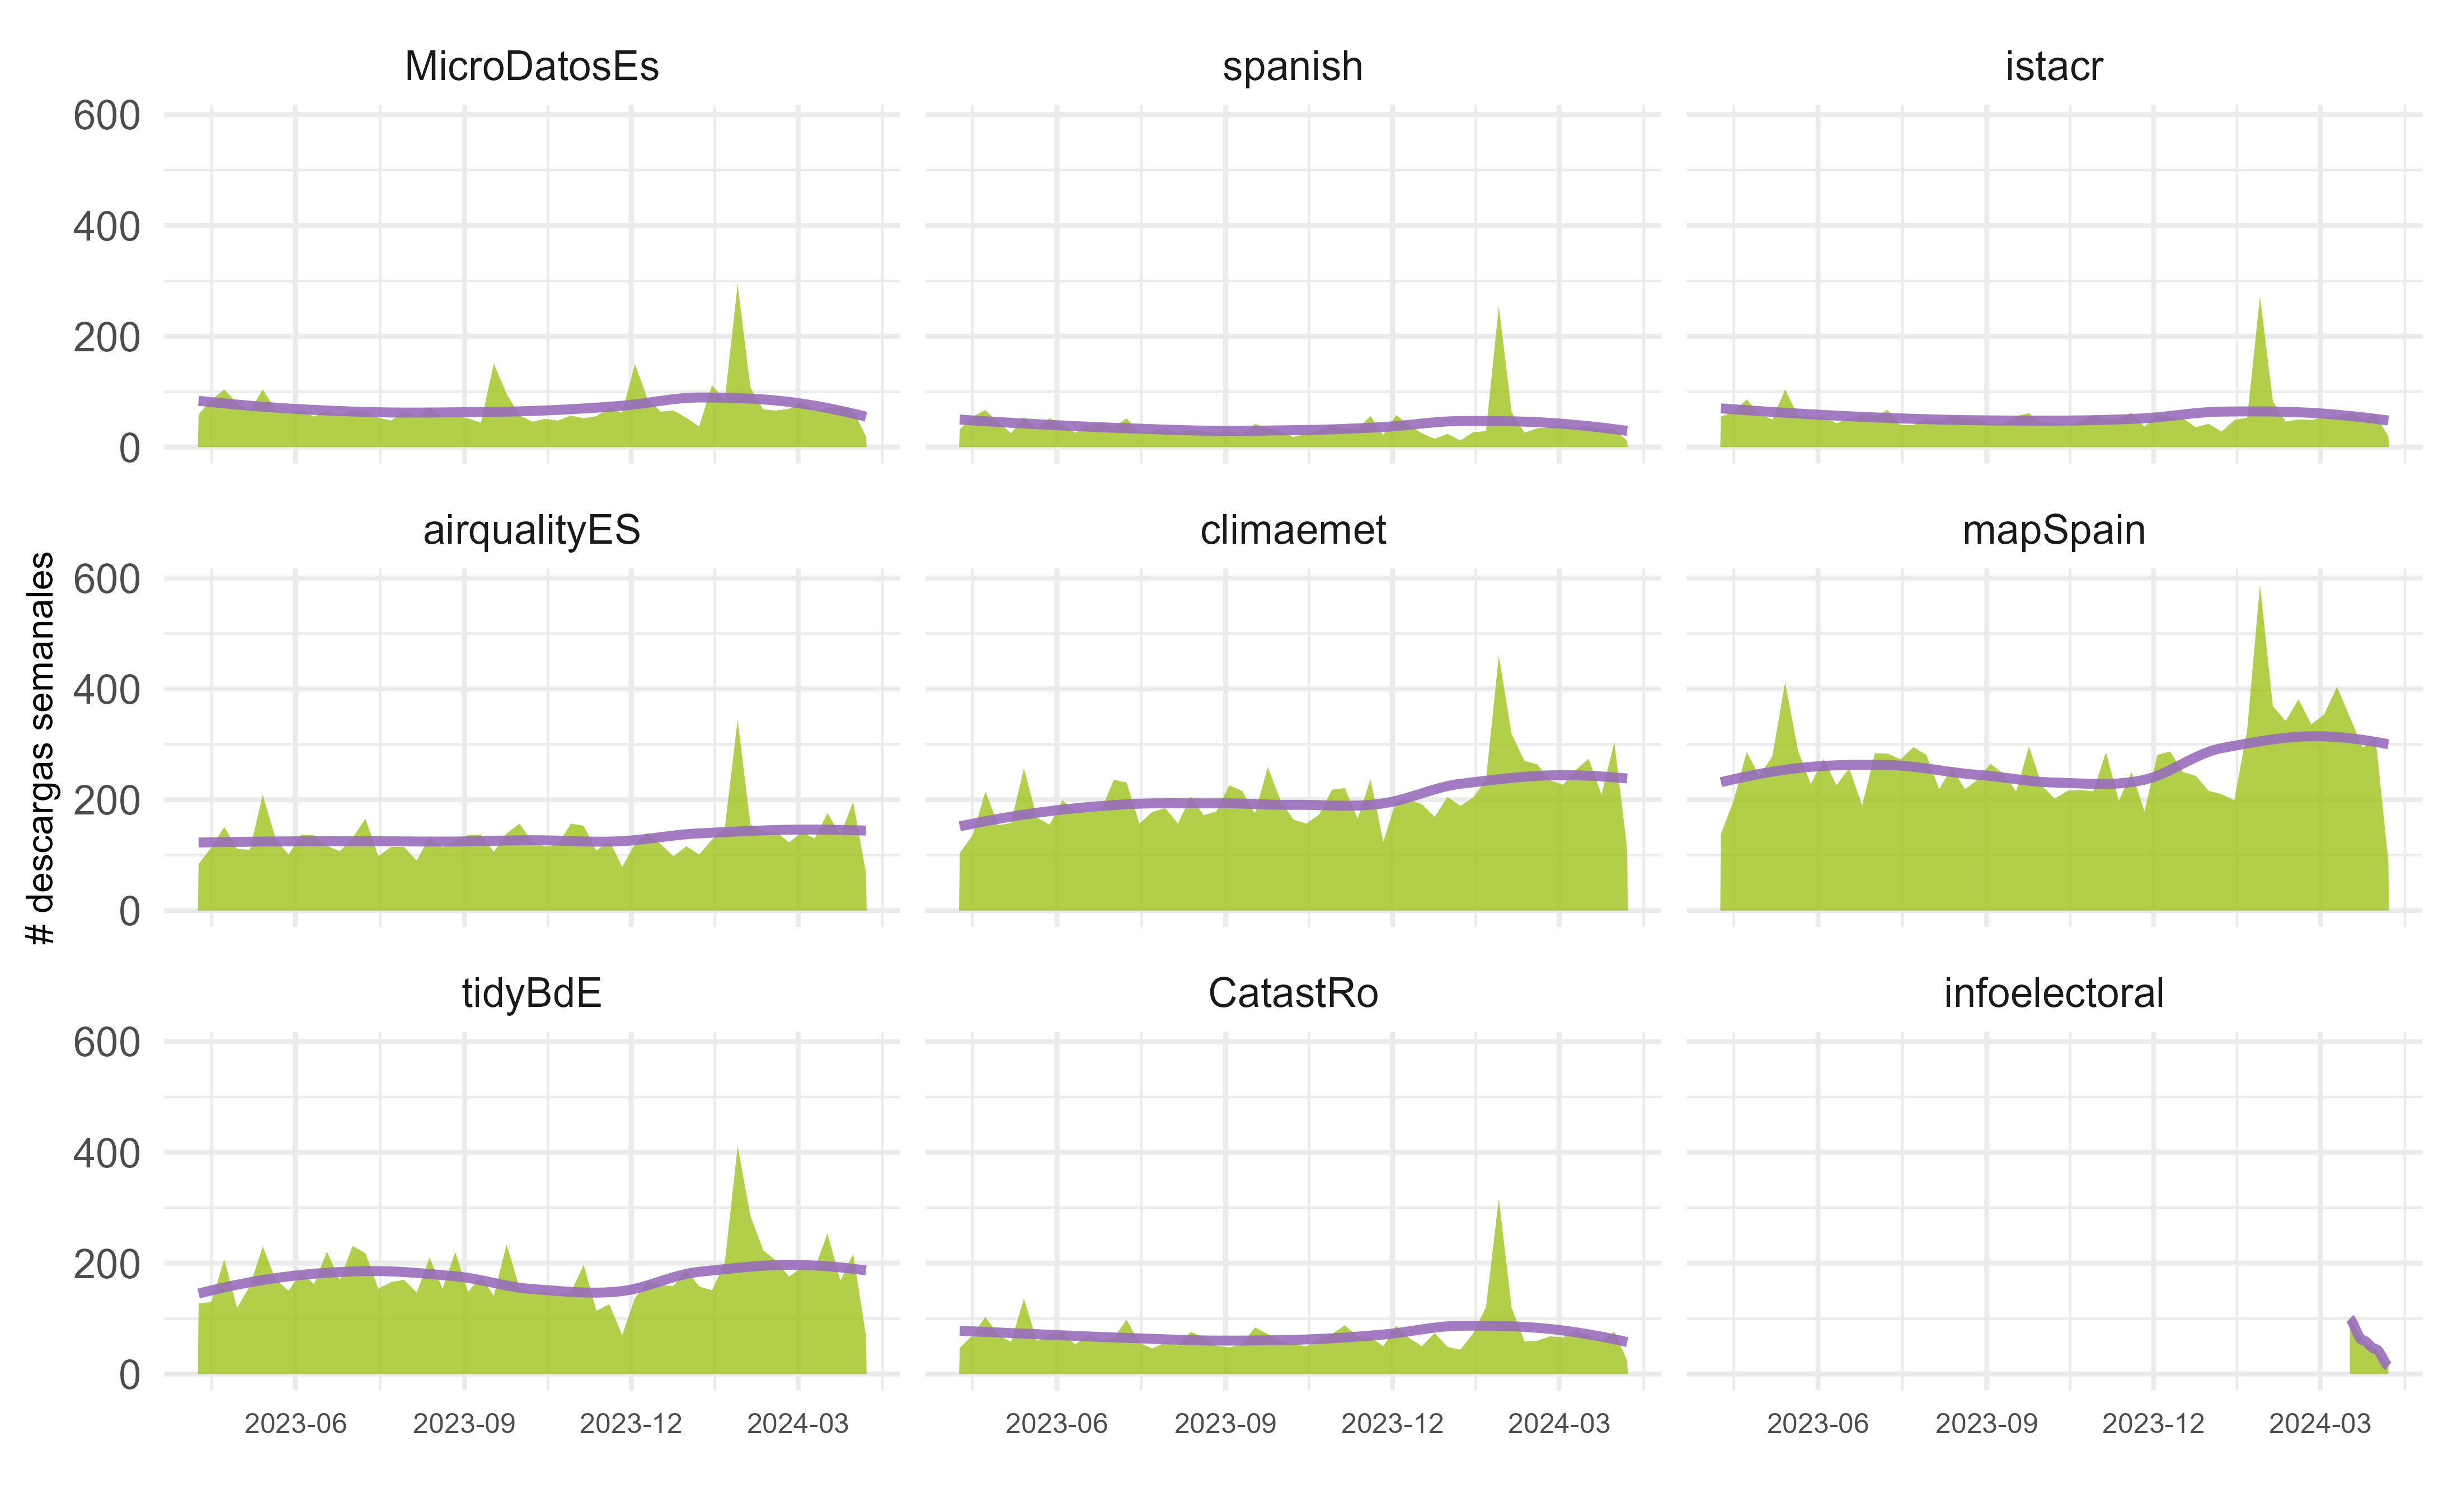 MicroDatosEs
spanish
istacr
600
400
200
0
airqualityES
climaemet
mapSpain
# descargas semanales
600
400
200
0
tidyBdE
CatastRo
infoelectoral
600
400
200
0
2023-06 2023-09 2023-12 2024-03
2023-06 2023-09 2023-12 2024-03
2023-06 2023-09 2023-12 2024-03